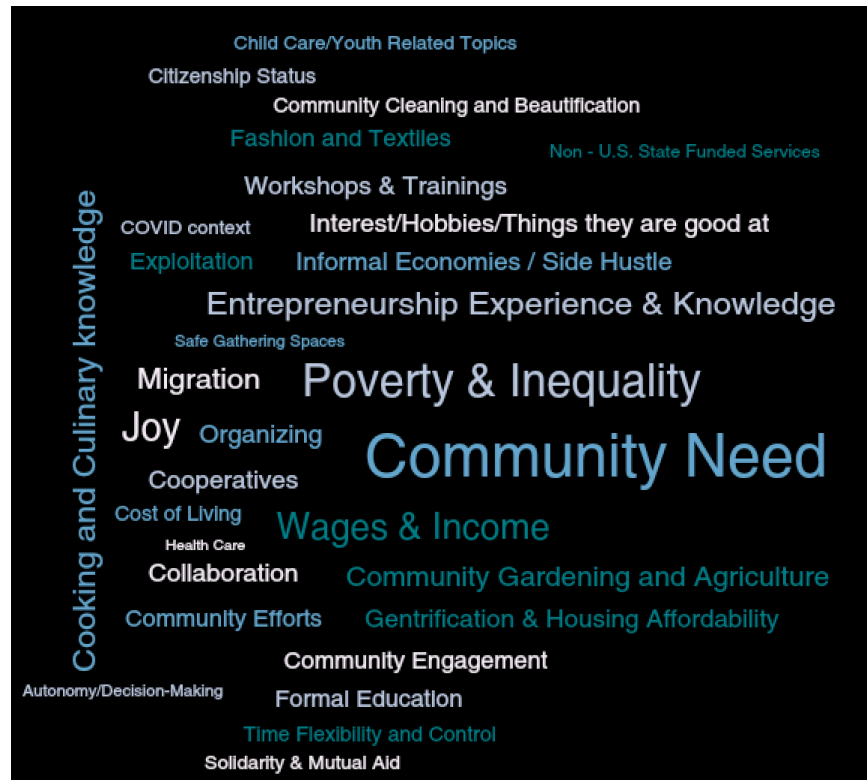 Child Care/Youth Related Topics
Citizenship Status
Community Cleaning and Beautification
Fashion and Textiles
Non - U.S. State Funded Services
Workshops & Trainings
Cooking and Culinary knowledge
COVID context
Interest/Hobbies/Things they are good at
Exploitation
Informal Economies / Side Hustle
Entrepreneurship Experience & Knowledge
Safe Gathering Spaces
Migration
Poverty & Inequality
Joy
Organizing
Community Need
Cooperatives
Cost of Living
Wages & Income
Health Care
Collaboration
Community Gardening and Agriculture
Community Efforts
Gentrification & Housing Affordability
Community Engagement
Autonomy/Decision-Making
Formal Education
Time Flexibility and Control
Solidarity & Mutual Aid